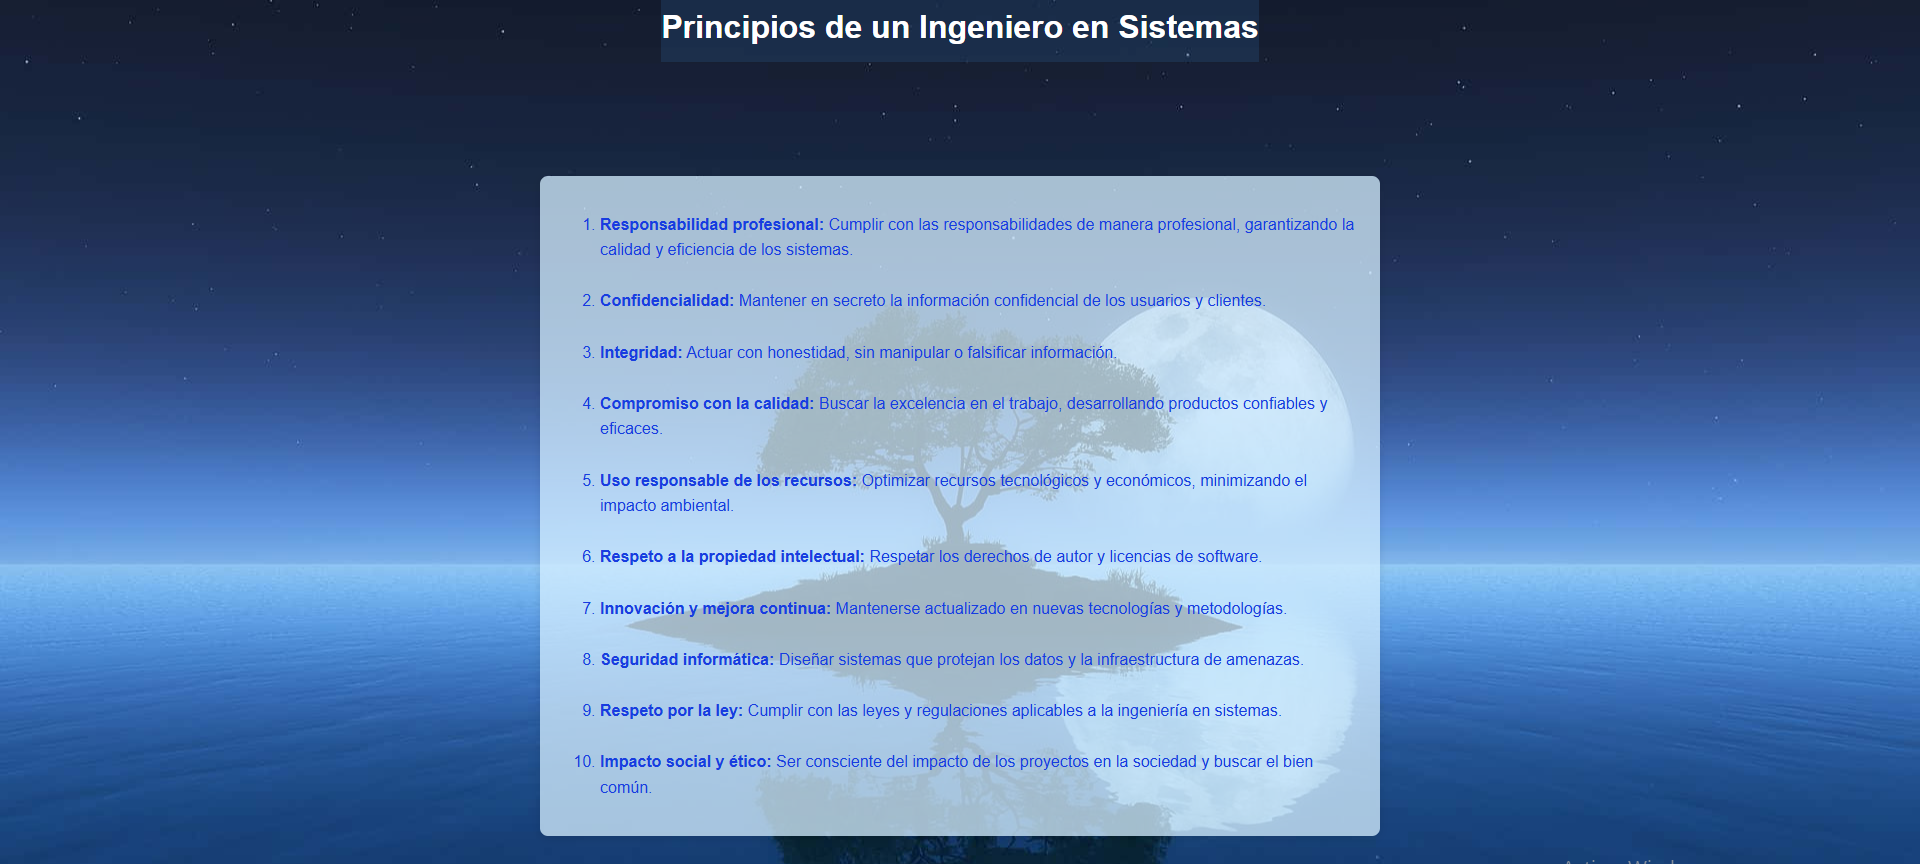 Principios de un Ingeniero en Sistemas
1. Responsabilidad profesional: Cumplir con las responsabilidades de manera profesional, garantizando la
calidad y eficiencia de los sistemas.
2. Confidencialidad: Mantener en secreto la información confidencial de los usuarios y clientes.
3. Integridad: Actuar con honestidad, sin manipular o falsificar información.
4. Compromiso con la calidad: Buscar la excelencia en el trabajo, desarrollando productos confiables y
eficaces.
5. Uso responsable de los recursos: Optimizar recursos tecnológicos y económicos, minimizando el
impacto ambiental.
6. Respeto a la propiedad intelectual: Respetar los derechos de autor y licencias de software.
7. Innovación y mejora continua: Mantenerse actualizado en nuevas tecnologías y metodologías.
8. Seguridad informática: Diseñar sistemas que protejan los datos y la infraestructura de amenazas.
9. Respeto por la ley: Cumplir con las leyes y regulaciones aplicables a la ingeniería en sistemas.
10. Impacto social y ético: Ser consciente del impacto de los proyectos en la sociedad y buscar el bien
común.